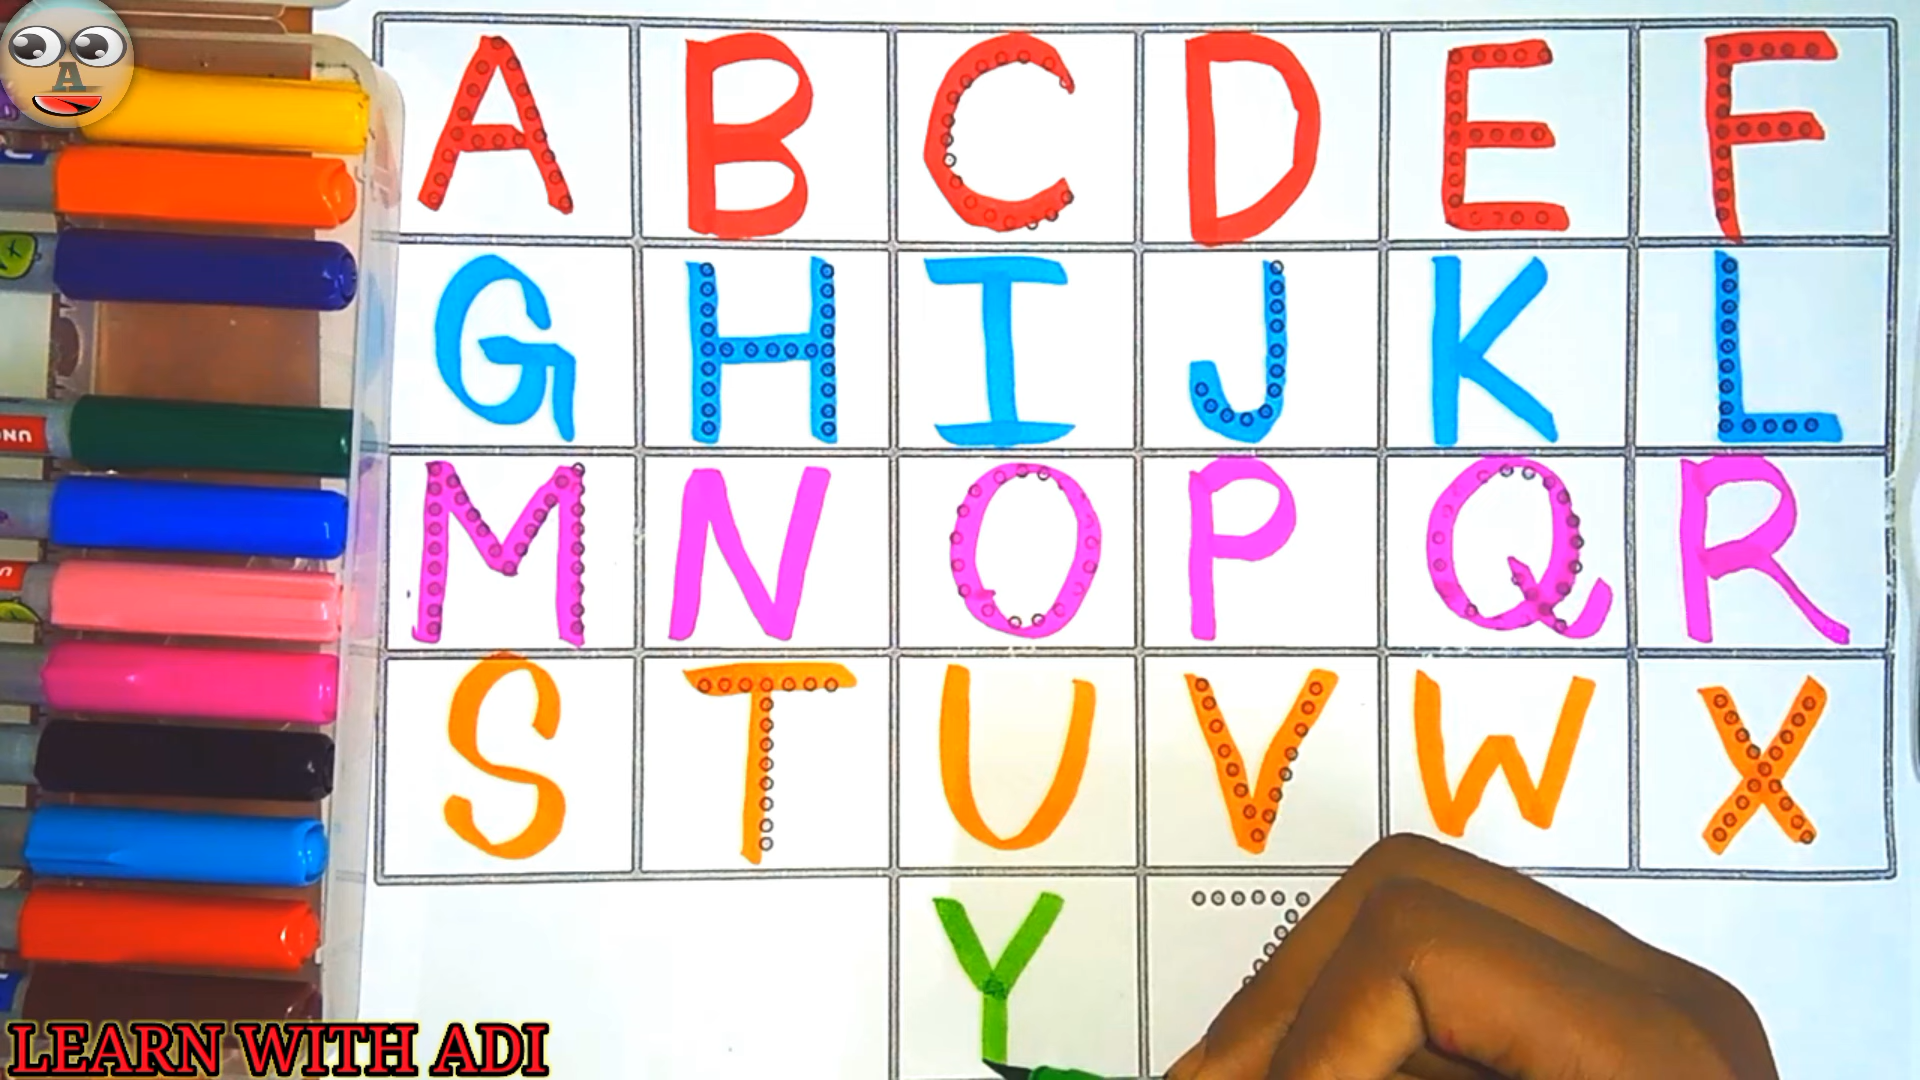 A
A B C D E F
G H I J K L
M N O P Q R
S T U V W X
Y Z
LEARN WITH ADI